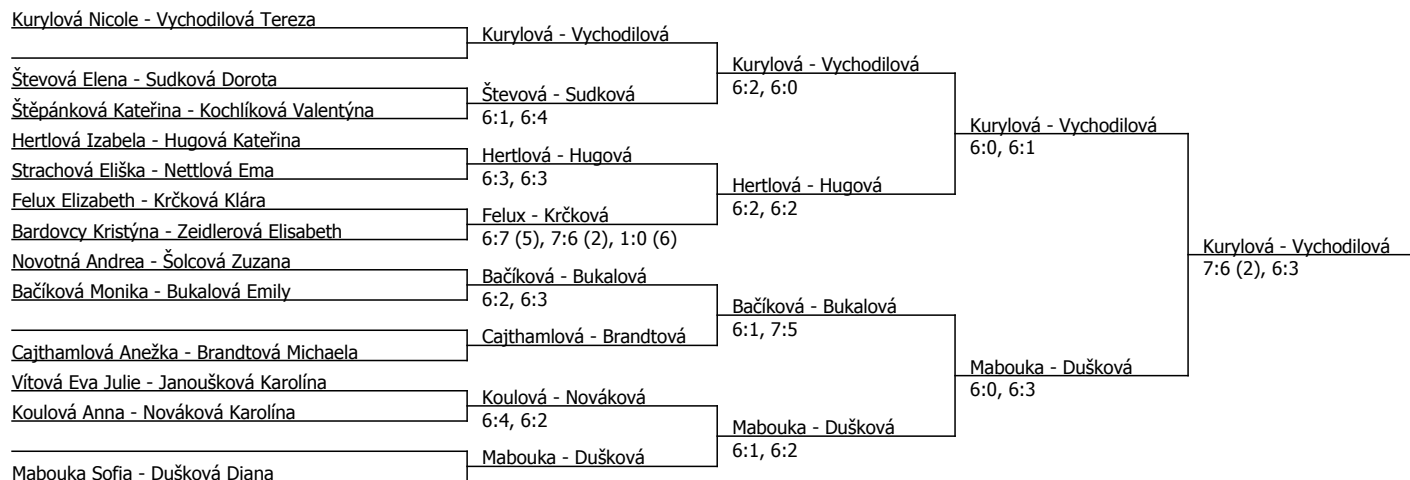 Kurylová Nicole - Vychodilová Tereza
Števová Elena - Sudková Dorota
Štěpánková Kateřina - Kochlíková Valentýna
Hertlová Izabela - Hugová Kateřina
Strachová Eliška - Nettlová Ema
Felux Elizabeth - Krčková Klára
Bardovcy Kristýna - Zeidlerová Elisabeth
Novotná Andrea - Šolcová Zuzana
Bačíková Monika - Bukalová Emily
Cajthamlová Anežka - Brandtová Michaela
Vítová Eva Julie - Janoušková Karolína
Koulová Anna - Nováková Karolína
Mabouka Sofia - Dušková Diana
Kurylová - Vychodilová
Števová - Sudková
6:1, 6:4
Hertlová - Hugová
6:3, 6:3
Felux - Krčková
6:7 (5), 7:6 (2), 1:0 (6)
Bačíková - Bukalová
6:2, 6:3
Cajthamlová - Brandtová
Koulová - Nováková
6:4, 6:2
Mabouka - Dušková
Kurylová - Vychodilová
6:2, 6:0
Hertlová - Hugová
6:2, 6:2
Bačíková - Bukalová
6:1, 7:5
Mabouka - Dušková
6:1, 6:2
Kurylová - Vychodilová
6:0, 6:1
Mabouka - Dušková
6:0, 6:3
Kurylová - Vychodilová
7:6 (2), 6:3